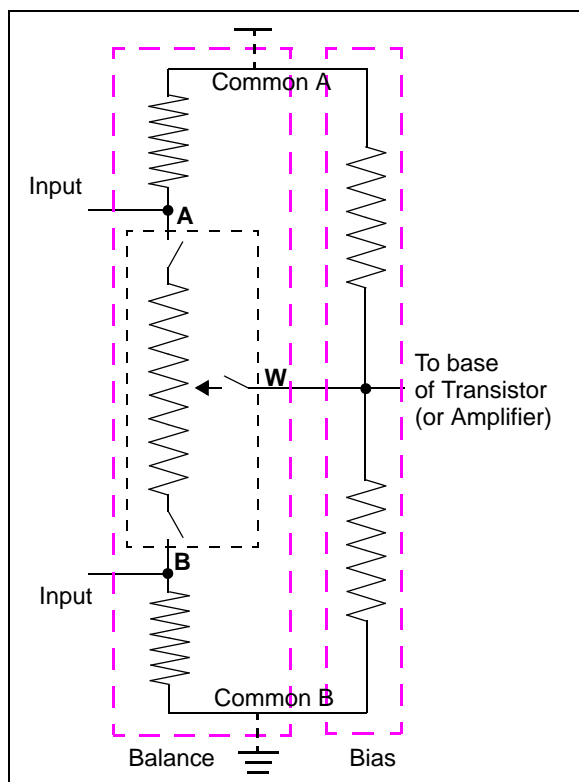 Common A
Input
A
W
To base
of Transistor
(or Amplifier)
B
Input
Common B
Balance
Bias